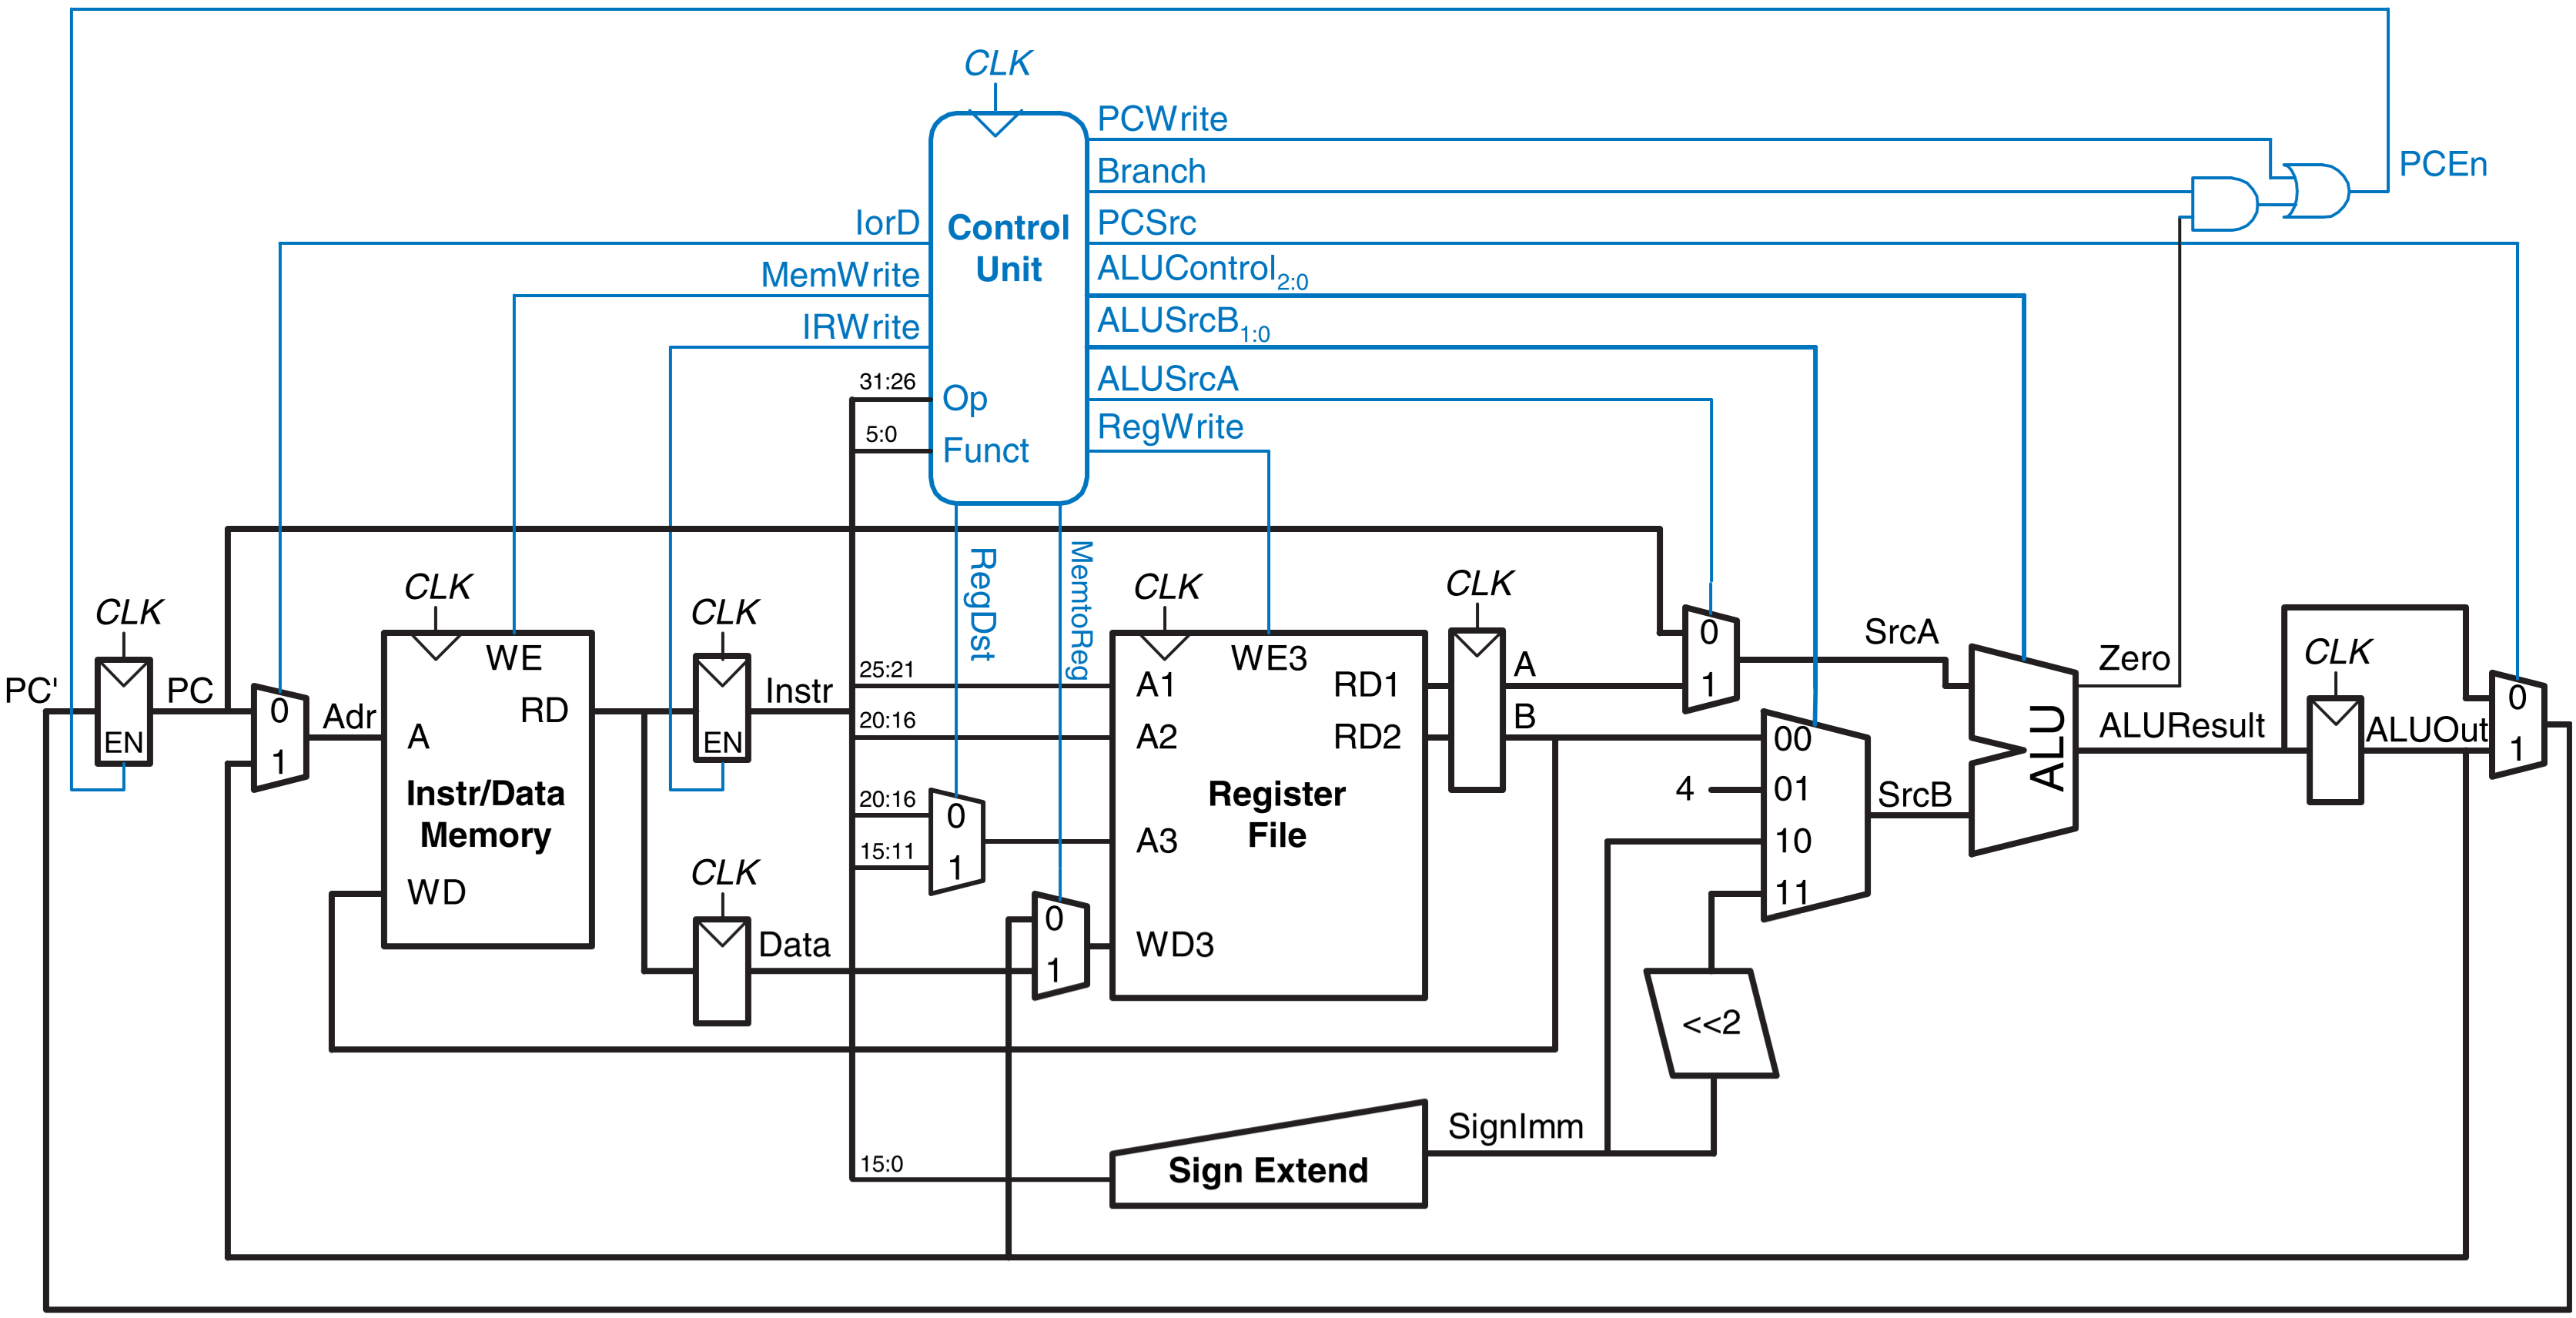 CLK
PCWrite
Branch
PCEn
IorD
Control
Unit
PCSrc
MemWrite
ALUControl2:0
IRWrite
ALUSrcB1:0
31:26
Op
ALUSrcA
5:0
Funct
RegWrite
RegDst
MemtoReg
CLK
CLK
CLK
CLK
CLK
PC'
EN
PC
0
1
Adr
WE
RD
A
Instr/Data
Memory
WD
EN
Instr
CLK
Data
25:21
20:16
20:16
15:11
0
1
0
1
WE3
A1
RD1
A2
RD2
A3
Register
File
WD3
A
B
0
1
SrcA
00
4
01
10
11
SrcB
<<2
ALU
Zero
ALUResult
CLK
ALUOut
0
1
15:0
Sign Extend
SignImm